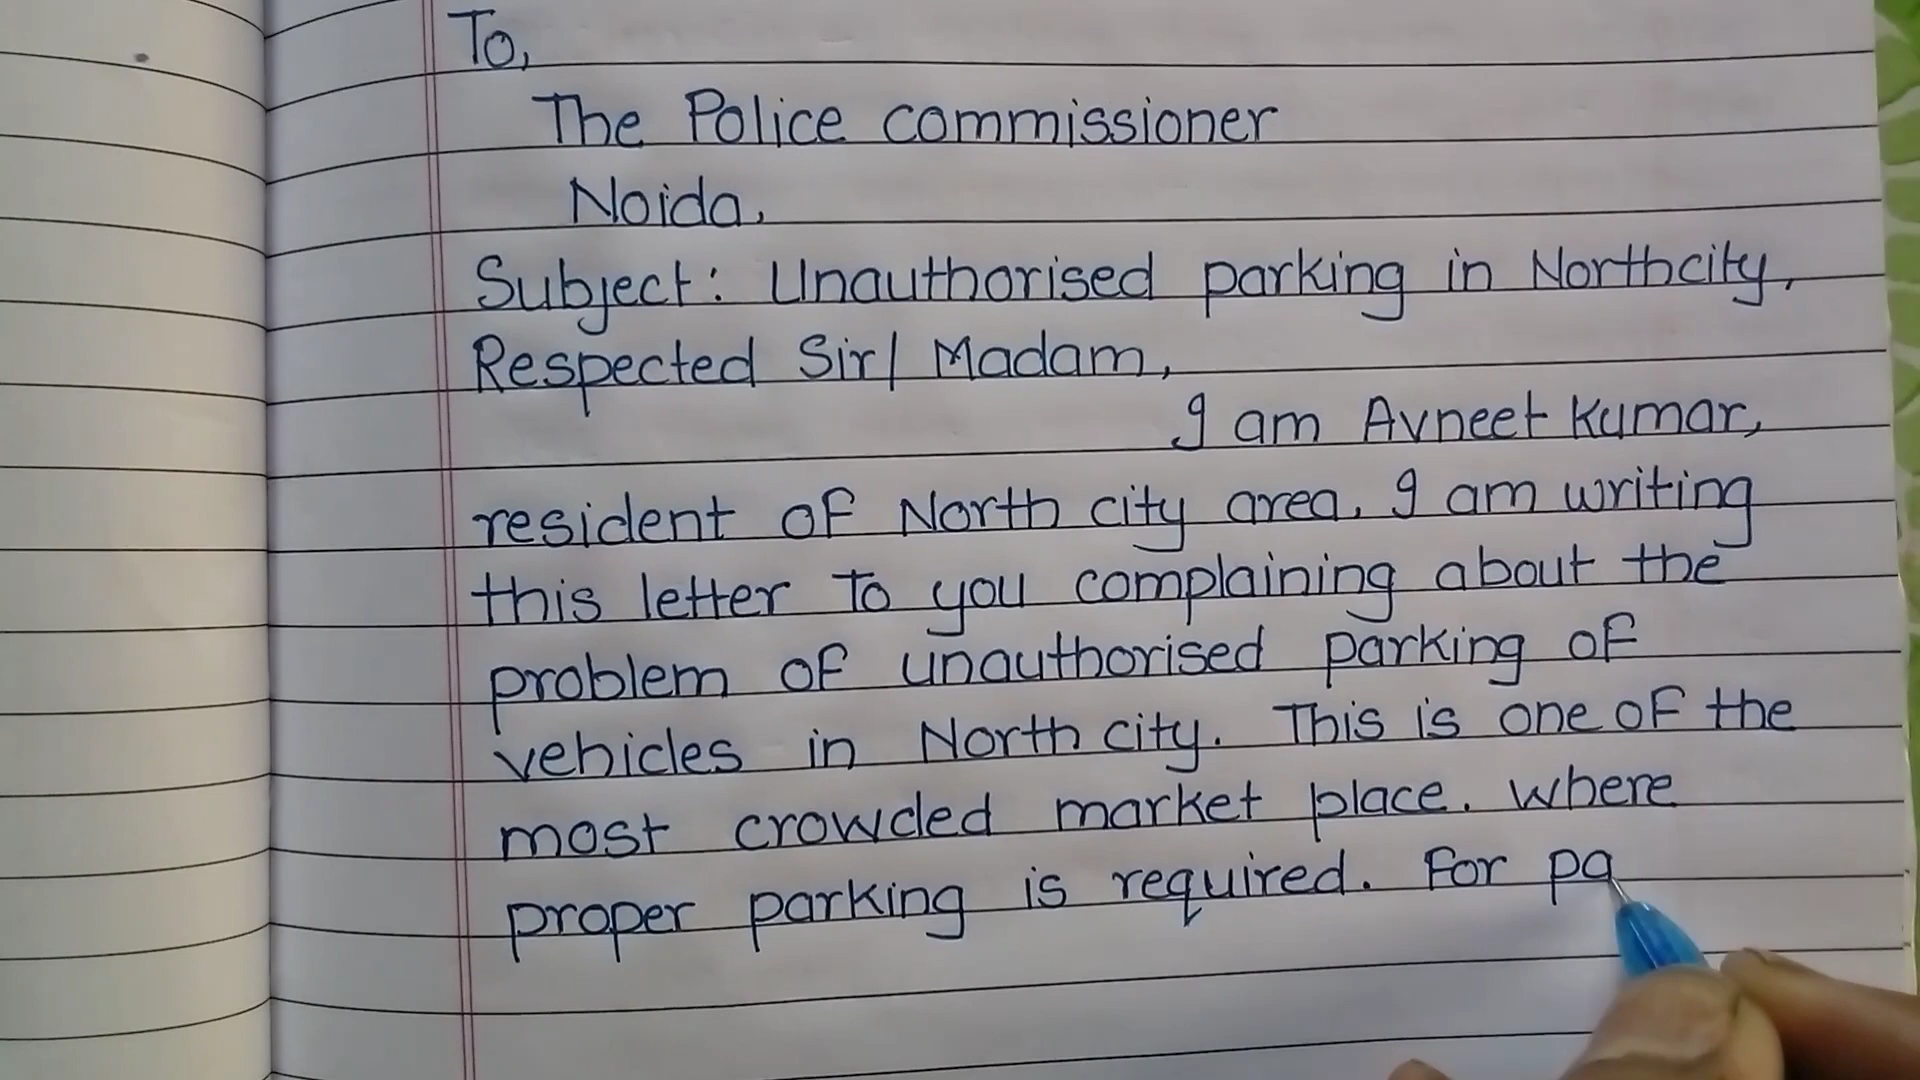 To,
The Police commissioner
Noida,
Subject: Unauthorised parking in Northcity,
Respected Sir/ Madam,
I am Avneet Kumar,
resident of North city area, I am writing
this letter to you complaining about the
problem of unauthorised parking of
vehicles in North city. This is one of the
most crowded market place. where
proper parking is required. For pa